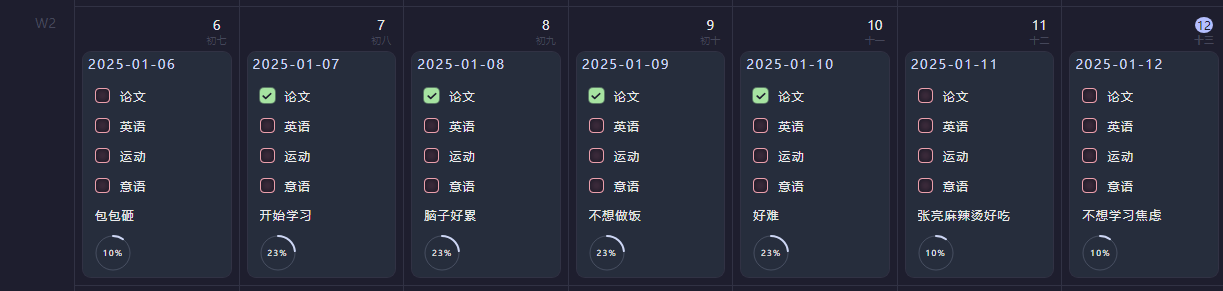 W2
6
初七
2025-01-06
论文
英语
运动
意语
包包砸
10%
7
初八
2025-01-07
论文
英语
运动
意语
开始学习
23%
8
初九
2025-01-08
论文
英语
运动
意语
脑子好累
23%
9
初十
2025-01-09
论文
英语
运动
意语
不想做饭
23%
10
十一
2025-01-10
论文
英语
运动
意语
好难
23%
11
十二
2025-01-11
论文
英语
运动
意语
张亮麻辣烫好吃
10%
12
十三
2025-01-12
论文
英语
运动
意语
不想学习焦虑
10%